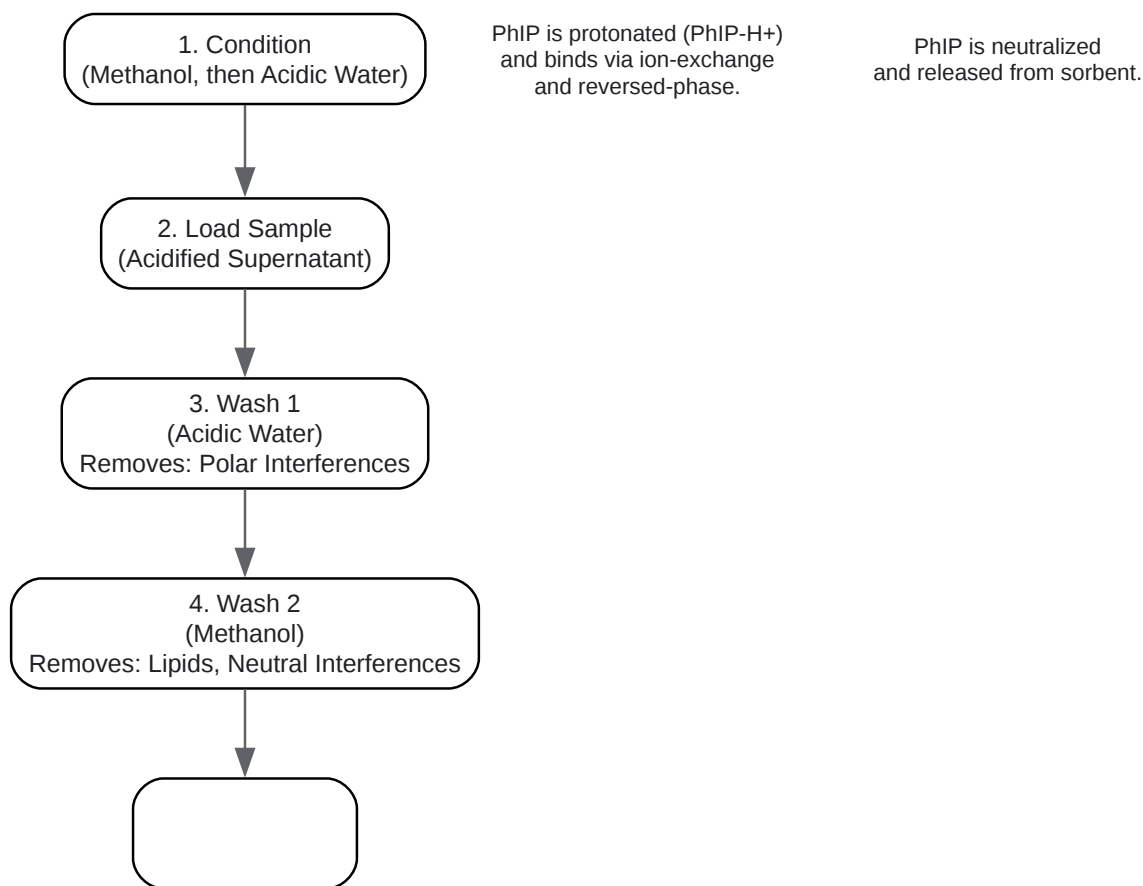 1. Condition
(Methanol, then Acidic Water)
PhIP is protonated (PhIP-H+)
and binds via ion-exchange
and reversed-phase.
PhIP is neutralized
and released from sorbent.
2. Load Sample
(Acidified Supernatant)
3. Wash 1
(Acidic Water)
Removes: Polar Interferences
4. Wash 2
(Methanol)
Removes: Lipids, Neutral Interferences